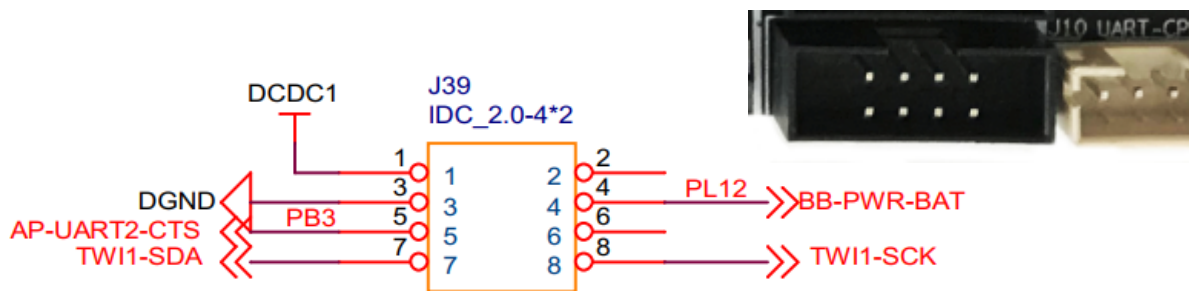 J10 UART-CP
DCDC1
J39
IDC_2.0-4*2
1 1 2 2
DGND 3 3 4 4 PL12 BB-PWR-BAT
AP-UART2-CTS PB3 5 5 6 6
TWI1-SDA 7 7 8 8 TWI1-SCK